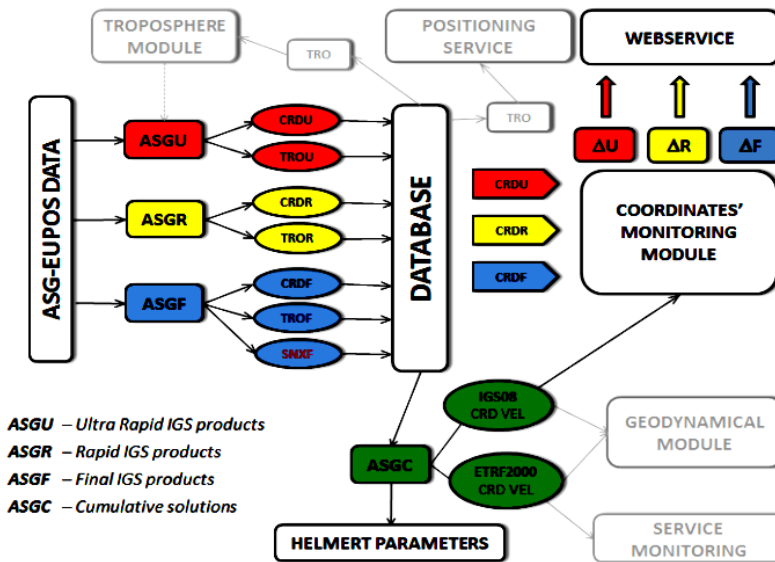 TROPOSPHERE
MODULE
TRO
POSITIONING
SERVICE
TRO
WEBSERVICE
ASG-EUPOS DATA
ASGU
CRDU
TROU
ASGR
CRDR
TROR
ASGF
CRDF
TROF
SNXF
DATABASE
CRDU
CRDR
CRDF
ΔU
ΔR
ΔF
COORDINATES'
MONITORING
MODULE
IGS08
CRD VEL
ETRF2000
CRD VEL
ASGC
HELMERT PARAMETERS
GEODYNAMICAL
MODULE
SERVICE
MONITORING
ASGU – Ultra Rapid IGS products
ASGR – Rapid IGS products
ASGF – Final IGS products
ASGC – Cumulative solutions